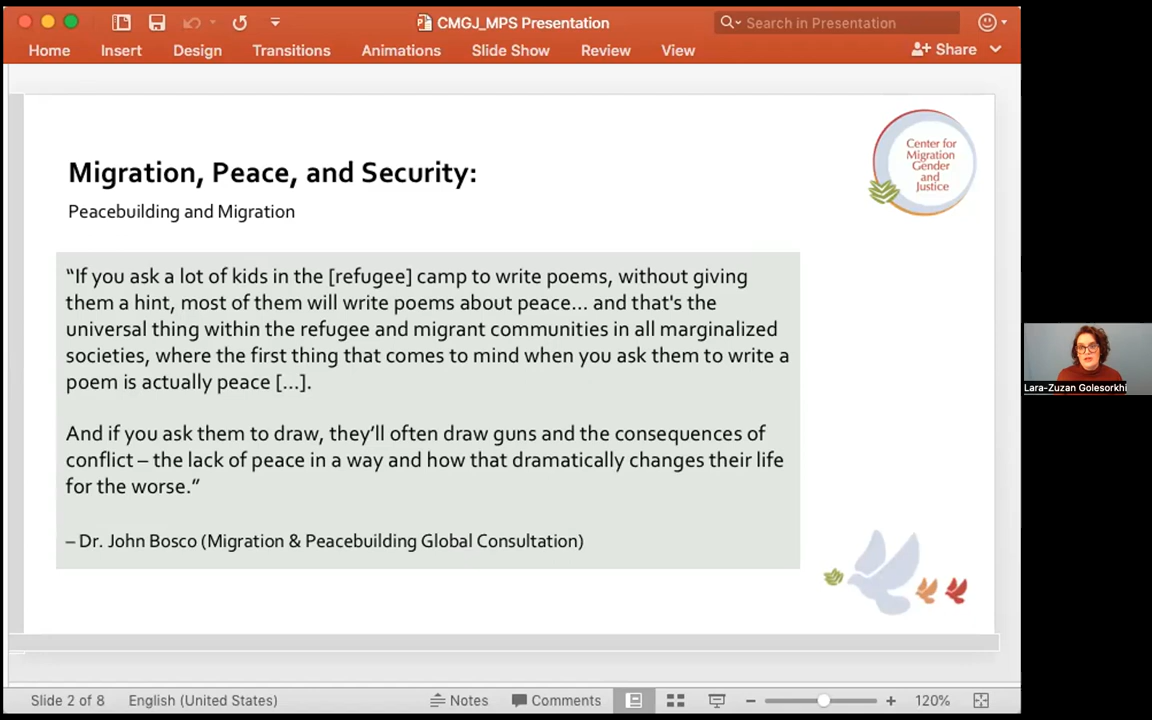 CMGJ_MPS Presentation
Search in Presentation
Home Insert Design Transitions Animations Slide Show Review View Share
Center for
Migration
Gender
and
Justice
Migration, Peace, and Security:
Peacebuilding and Migration
“If you ask a lot of kids in the [refugee] camp to write poems, without giving
them a hint, most of them will write poems about peace... and that's the
universal thing within the refugee and migrant communities in all marginalized
societies, where the first thing that comes to mind when you ask them to write a
poem is actually peace [...].
And if you ask them to draw, they’ll often draw guns and the consequences of
conflict – the lack of peace in a way and how that dramatically changes their life
for the worse.”
– Dr. John Bosco (Migration & Peacebuilding Global Consultation)
Lara-Zuzan Golesorkhi
Slide 2 of 8 English (United States) Notes Comments 120%